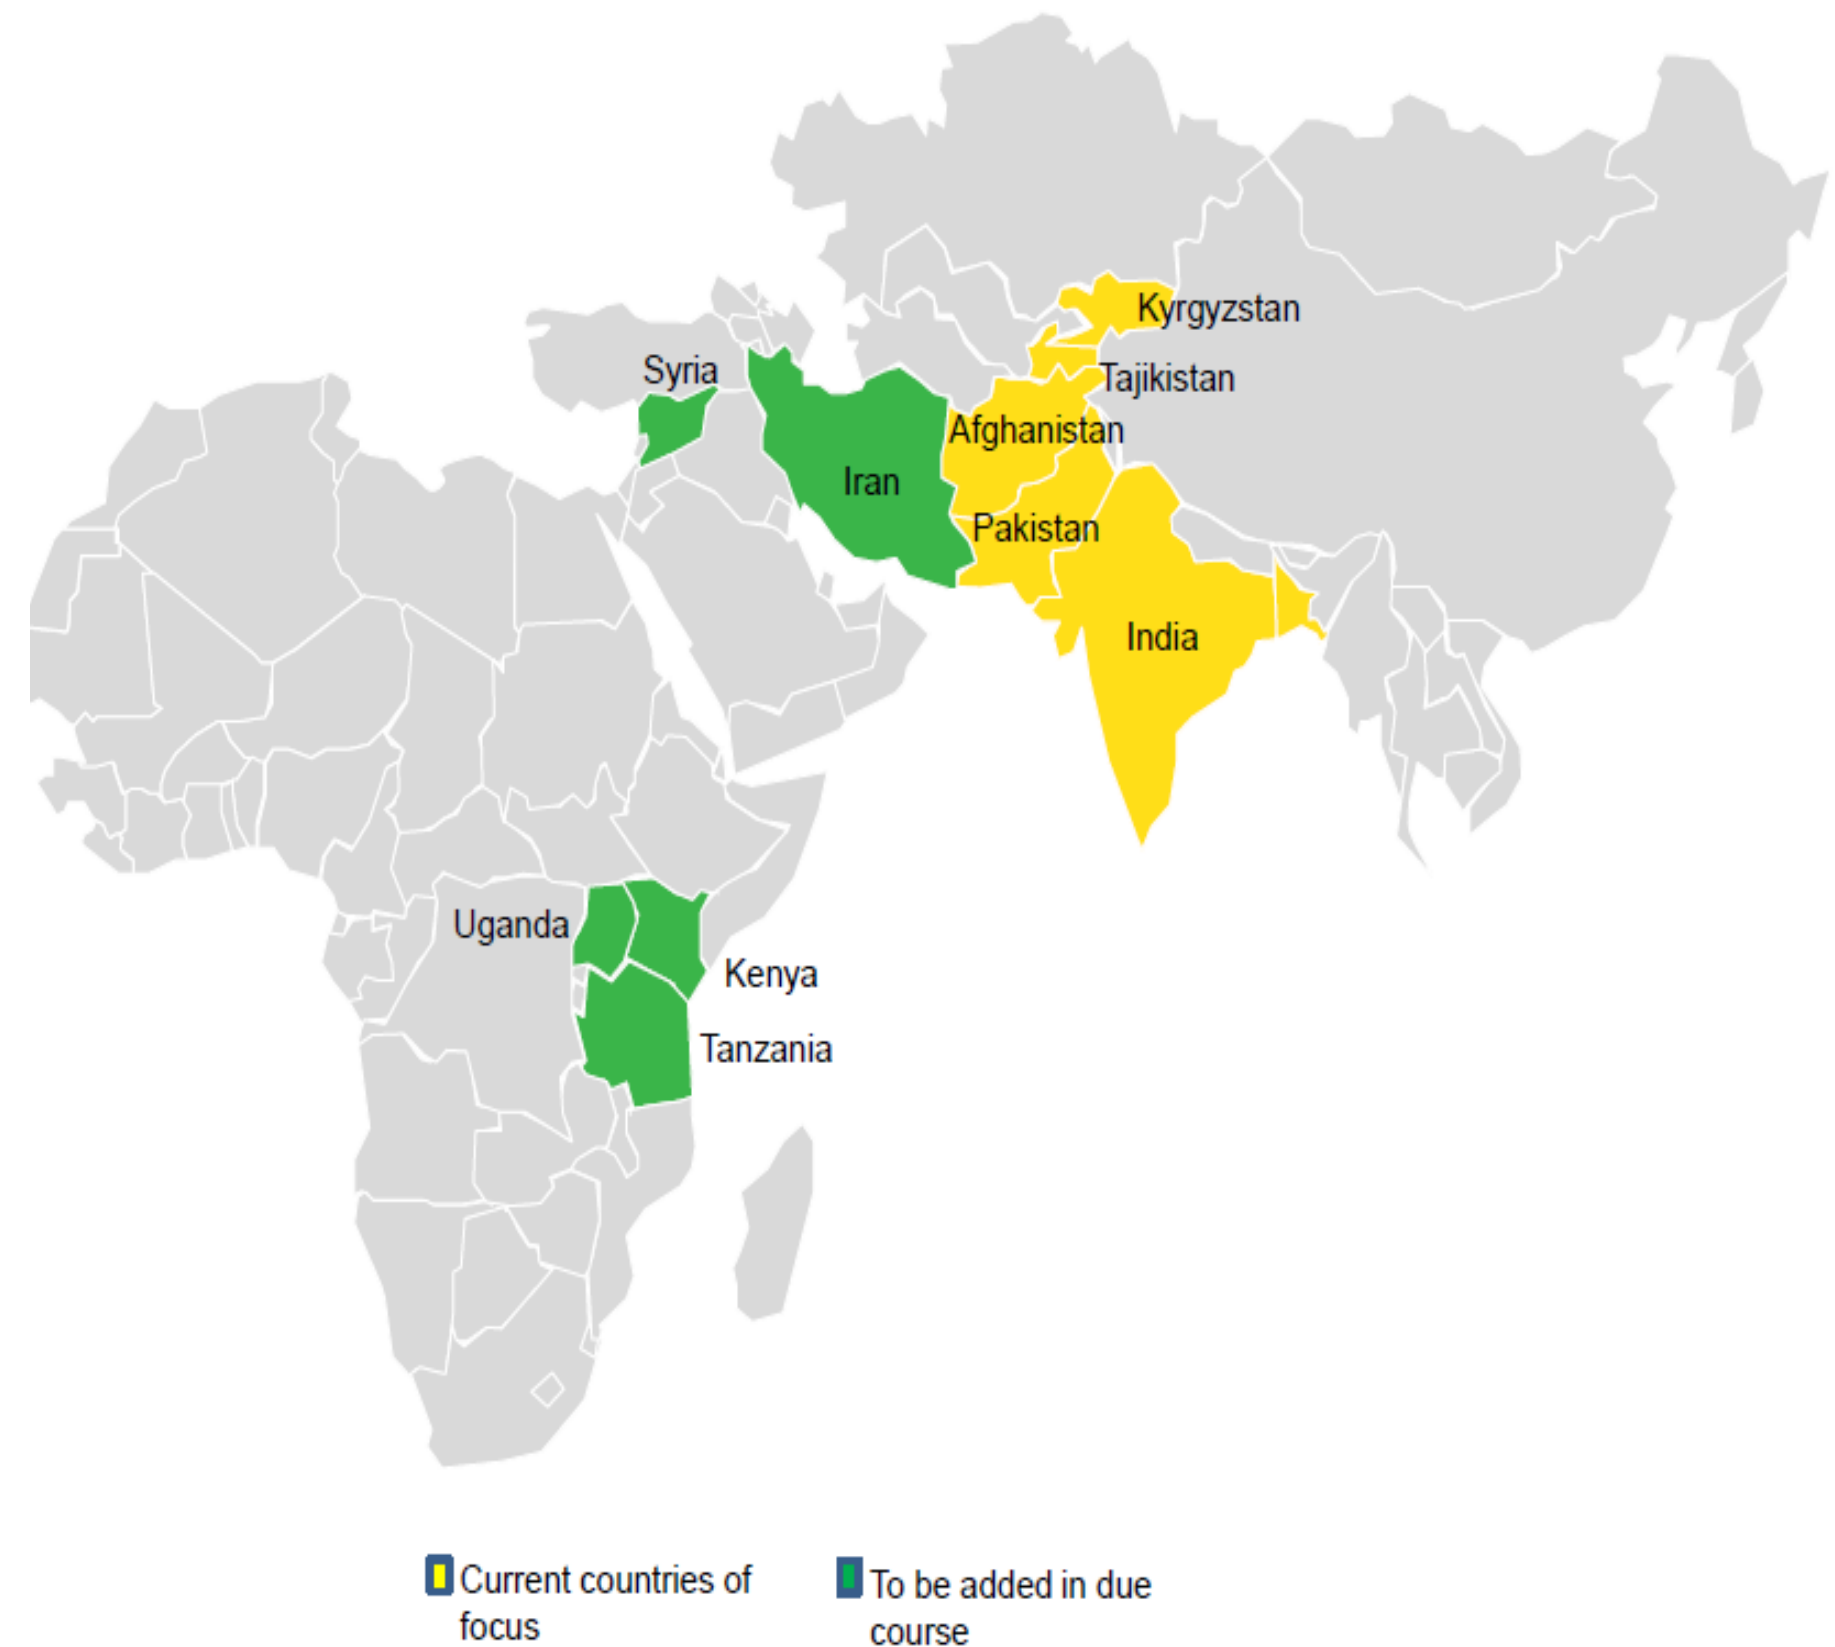 Kyrgyzstan
Syria
Tajikistan
Afghanistan
Iran
Pakistan
India
Uganda
Kenya
Tanzania
Current countries of
focus
To be added in due
course